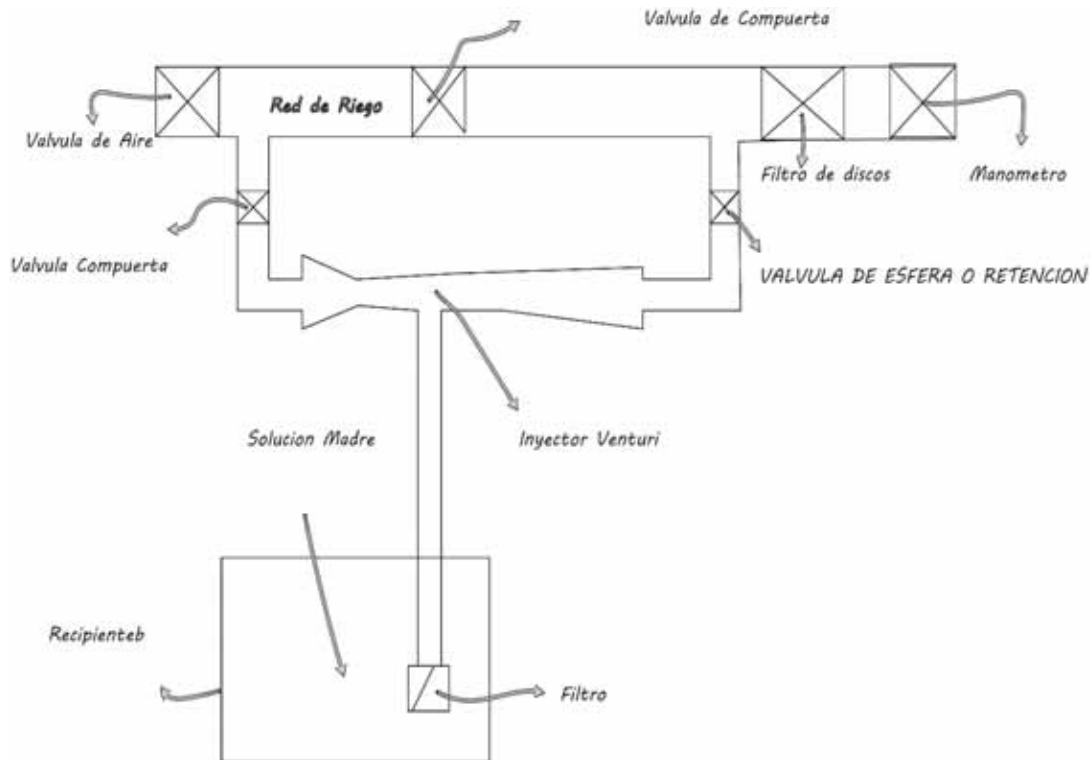 Valvula de Compuerta
Red de Riego
Valvula de Aire
Filtro de discos
Manometro
Valvula Compuerta
VALVULA DE ESFERA O RETENCION
Solucion Madre
Inyector Venturi
Recipienteb
Filtro